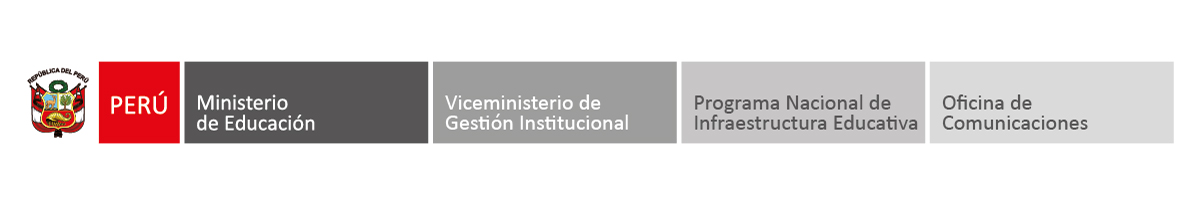 REPÚBLICA DEL PERÚ
PERÚ
Ministerio
de Educación
Viceministerio de
Gestión Institucional
Programa Nacional de
Infraestructura Educativa
Oficina de
Comunicaciones